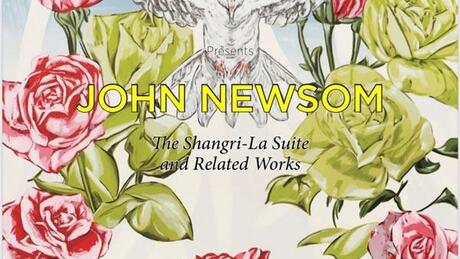 Presents
JOHN NEWSOM
The Shangri-La Suite
and Related Works